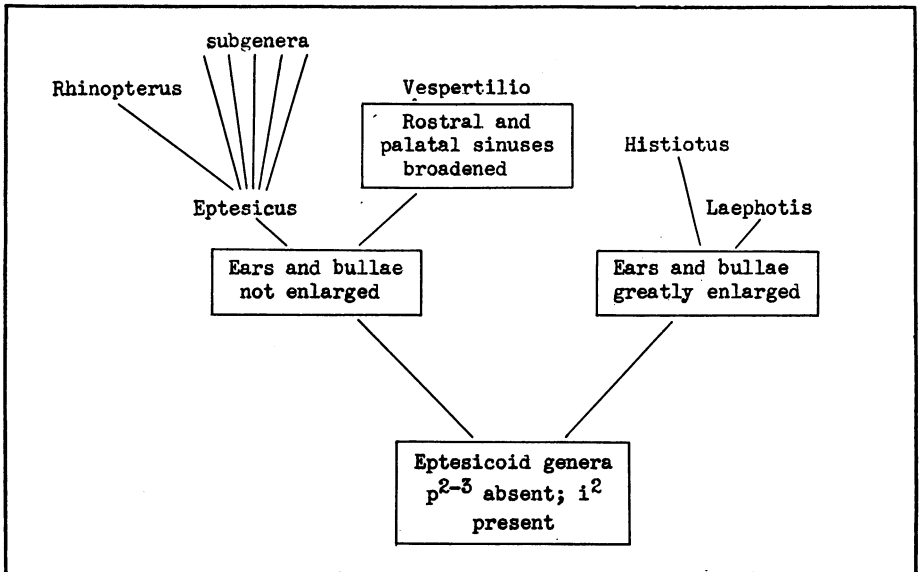 subgenera
Rhinopterus
Vespertilio
Rostral and
palatal sinuses
broadened
Histiotus
Eptesicus
Laephotis
Ears and bullae
not enlarged
Ears and bullae
greatly enlarged
Eptesicoid genera
p²⁻³ absent; i²
present